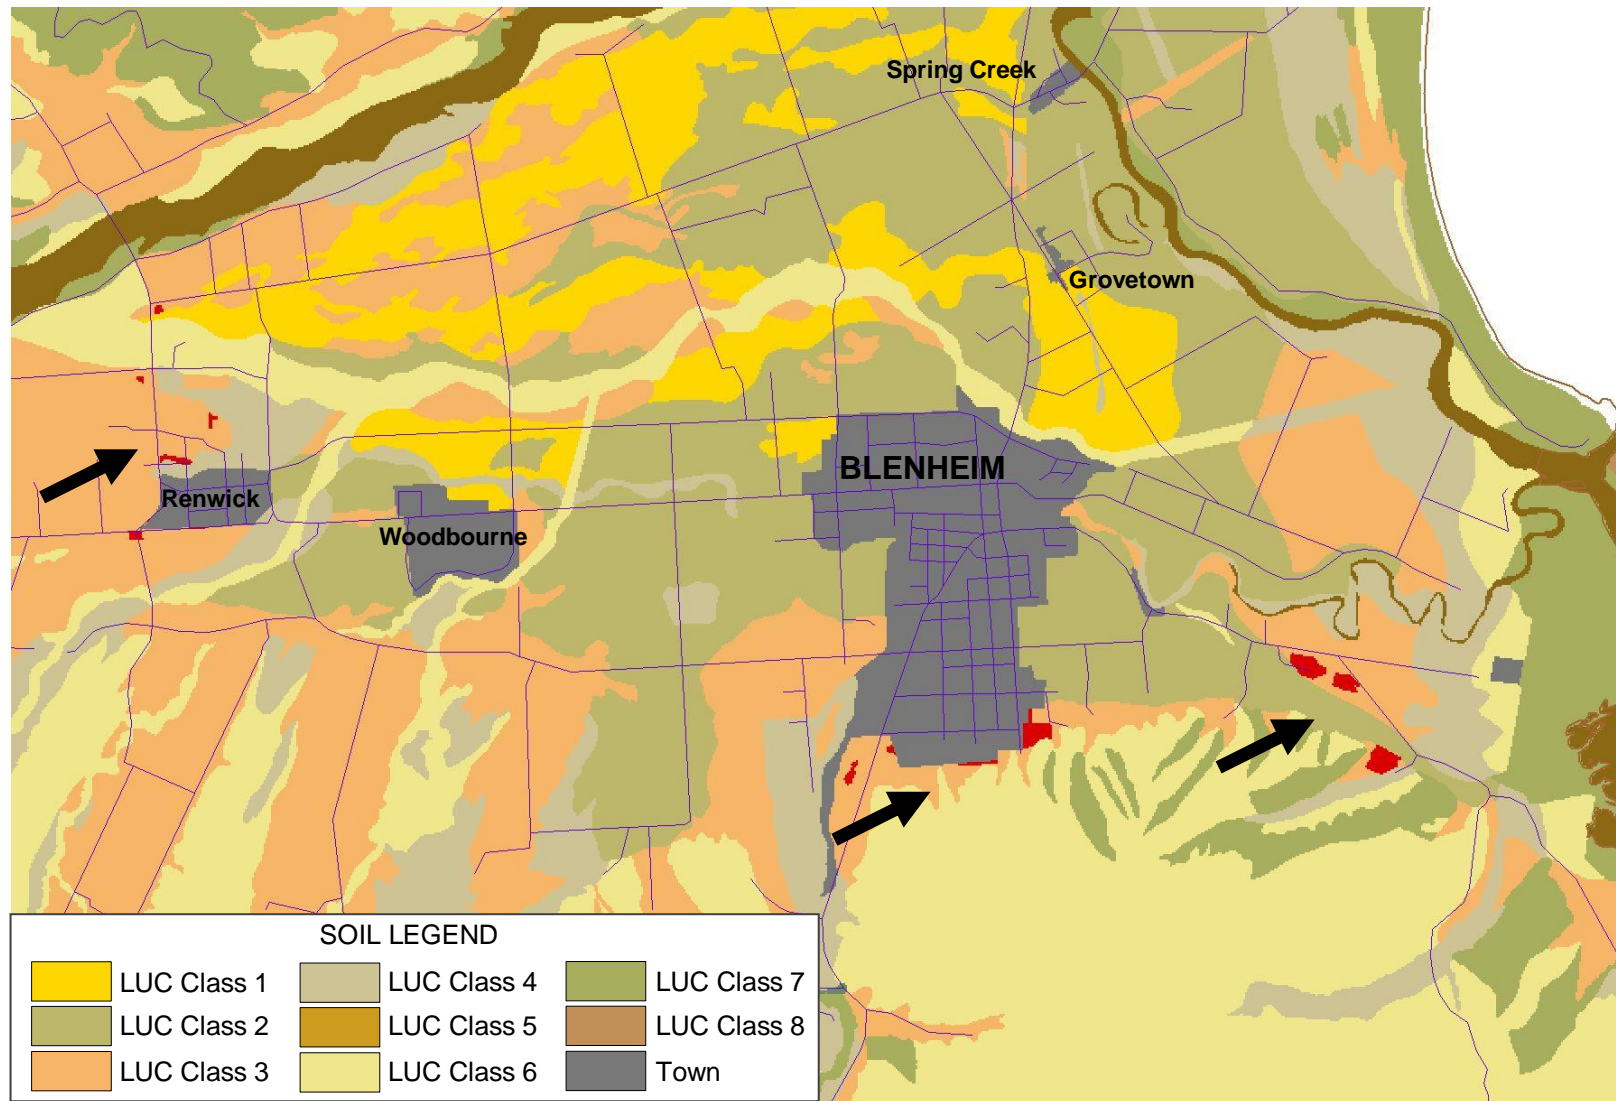 Spring Creek
Grovetown
BLENHEIM
Renwick
Woodbourne
SOIL LEGEND
LUC Class 1
LUC Class 4
LUC Class 7
LUC Class 2
LUC Class 5
LUC Class 8
LUC Class 3
LUC Class 6
Town